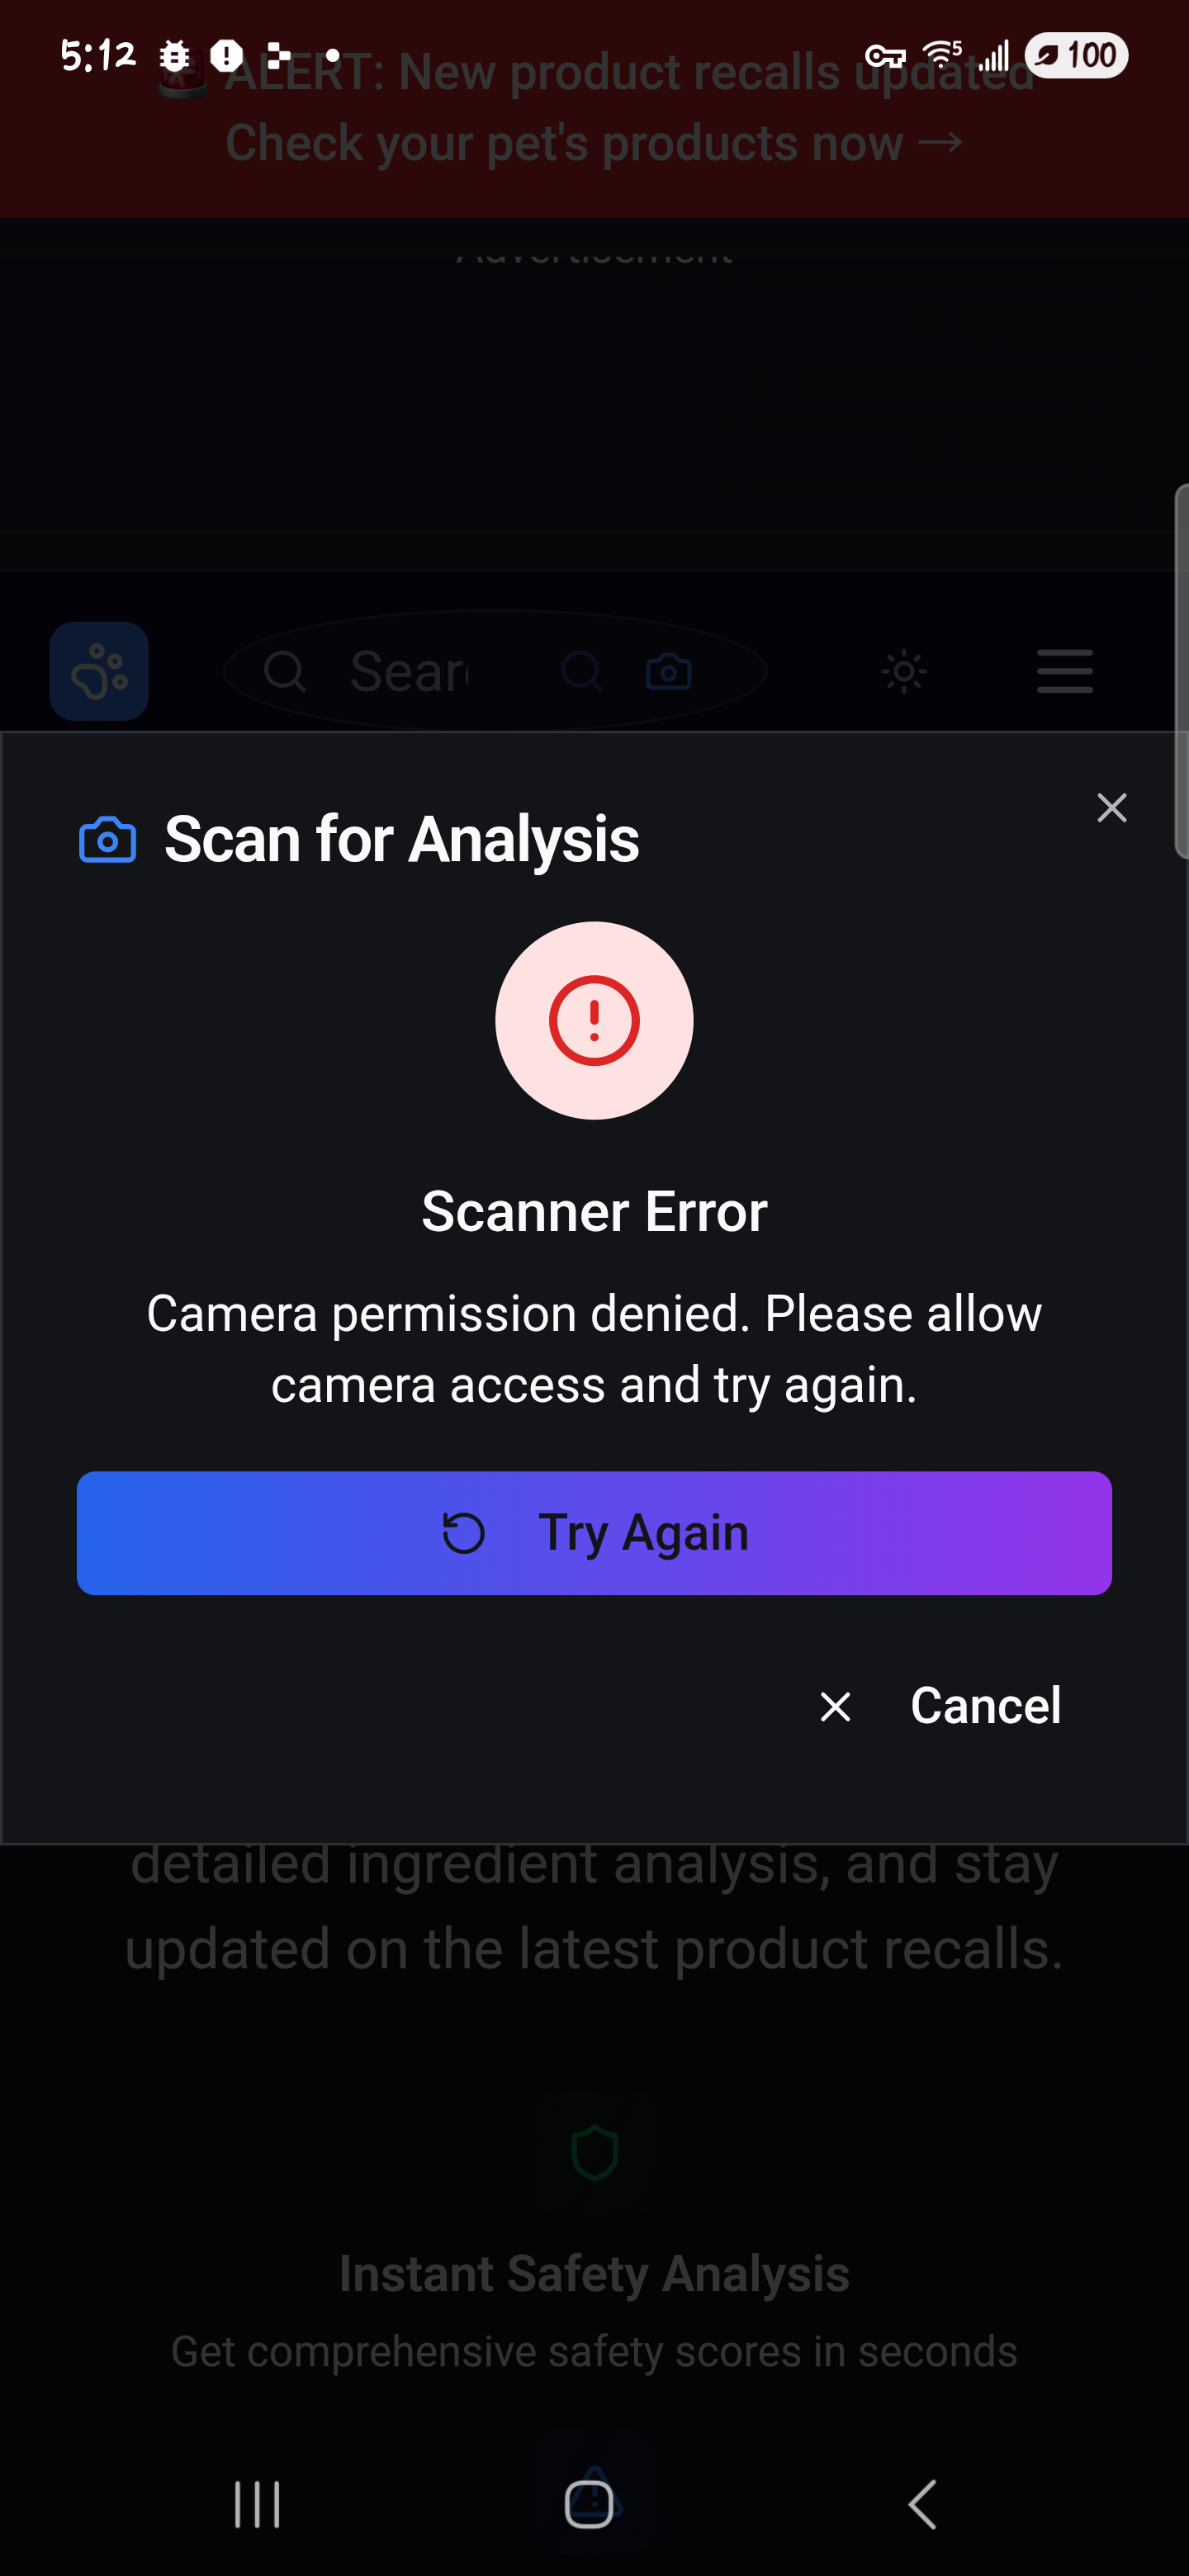 5:12
5
100
ALERT: New product recalls updated
Check your pet's products now →
Advertisement
Scan for Analysis
Scanner Error
Camera permission denied. Please allow
camera access and try again.
Try Again
Cancel
detailed ingredient analysis, and stay
updated on the latest product recalls.
Instant Safety Analysis
Get comprehensive safety scores in seconds